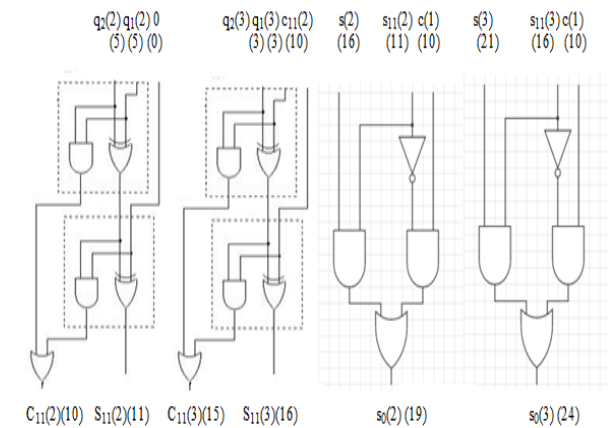 q2(2) q1(2) 0
(5) (5) (0)
q2(3) q1(3) c11(2)
(3) (3) (10)
s(2) s11(2) c(1)
(16) (11) (10)
s(3) s11(3) c(1)
(21) (16) (10)
C11(2)(10) S11(2)(11) C11(3)(15) S11(3)(16) s0(2) (19) s0(3) (24)